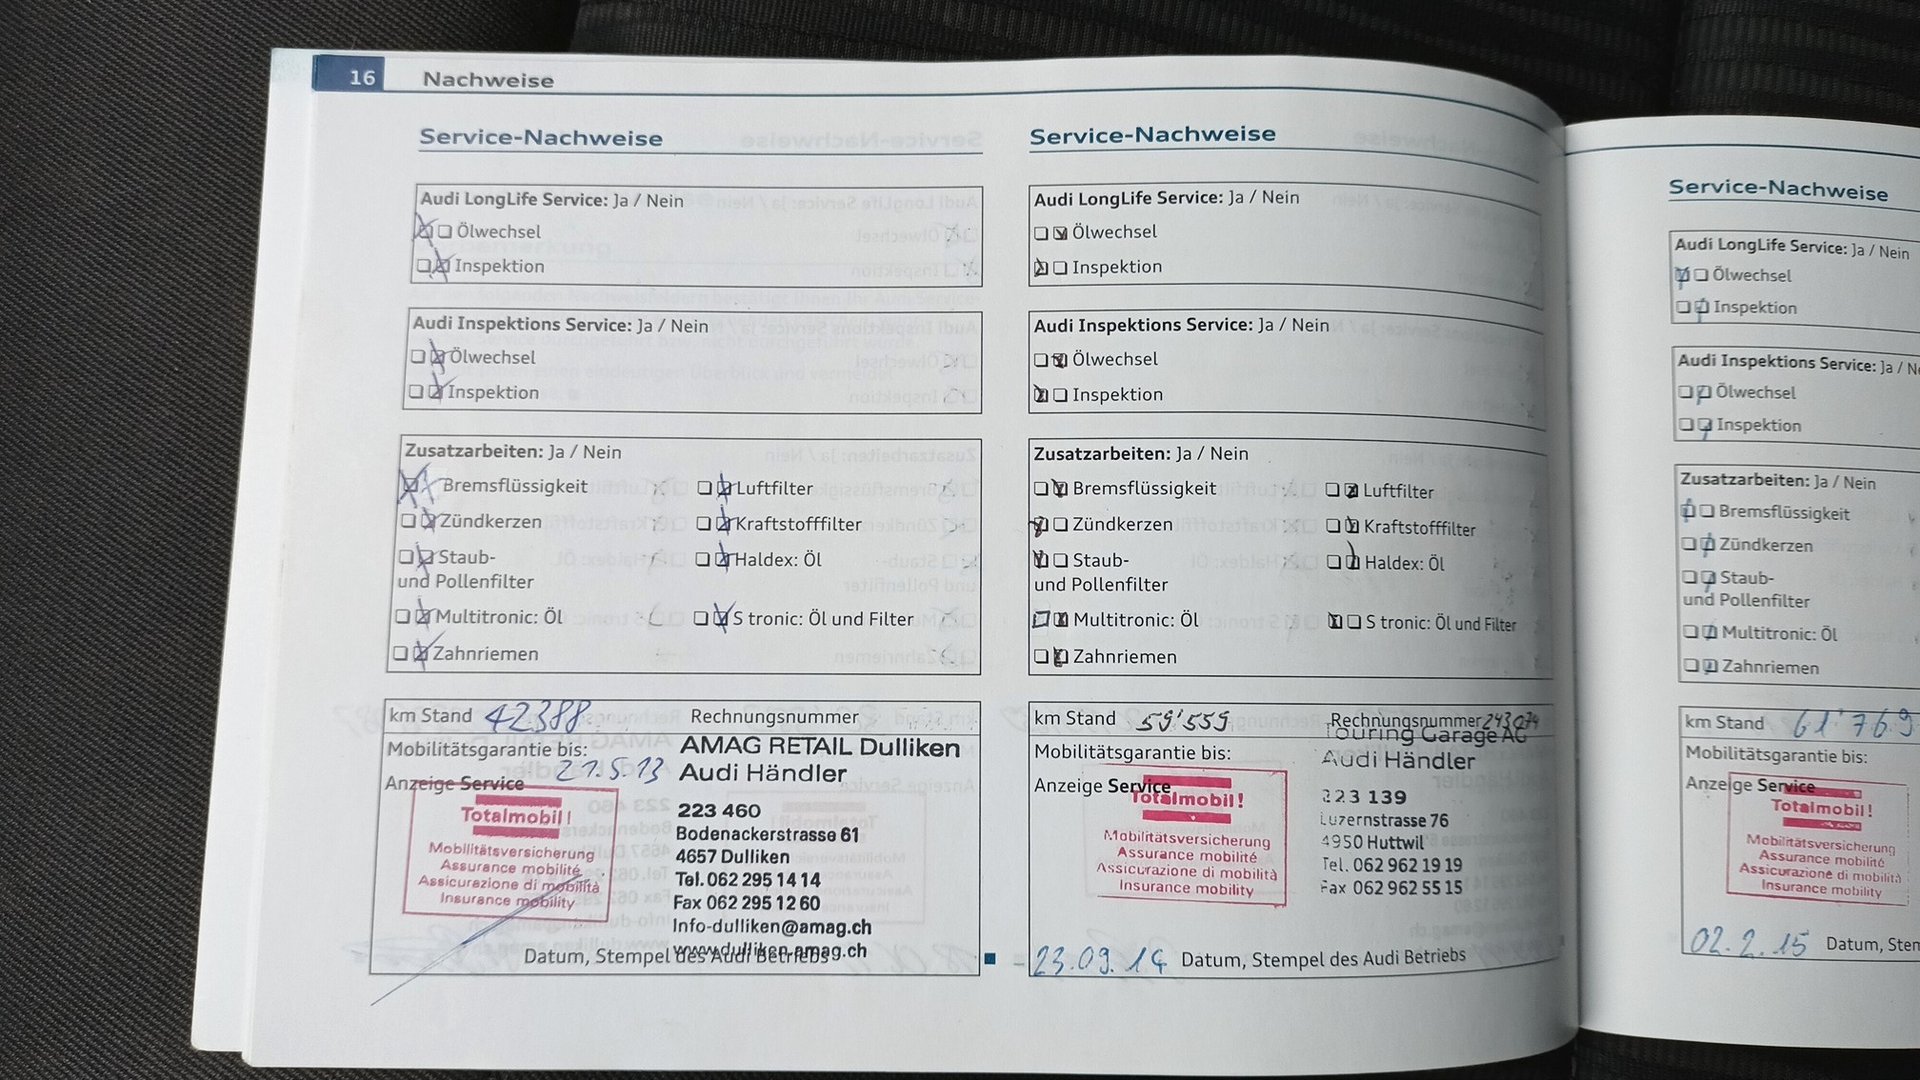 16 Nachweise
Service-Nachweise
Audi LongLife Service: Ja / Nein
Ölwechsel
Inspektion
Audi Inspektions Service: Ja / Nein
Ölwechsel
Inspektion
Zusatzarbeiten: Ja / Nein
Bremsflüssigkeit Luftfilter
Zündkerzen Kraftstofffilter
Staub- Haldex: Öl
und Pollenfilter
Multitronic: Öl S tronic: Öl und Filter
Zahnriemen
km Stand 42388 Rechnungsnummer
Mobilitätsgarantie bis: AMAG RETAIL Dulliken
21.5.13 Audi Händler
Anzeige Service
Totalmobil!
Mobilitätsversicherung
Assurance mobilité
Assicurazione di mobilità
Insurance mobility
223 460
Bodenackerstrasse 61
4657 Dulliken
Tel. 062 295 14 14
Fax 062 295 12 60
Info-dulliken@amag.ch
www.dulliken.amag.ch
Datum, Stempel des Audi Betriebs
Service-Nachweise
Audi LongLife Service: Ja / Nein
Ölwechsel
Inspektion
Audi Inspektions Service: Ja / Nein
Ölwechsel
Inspektion
Zusatzarbeiten: Ja / Nein
Bremsflüssigkeit Luftfilter
Zündkerzen Kraftstofffilter
Staub- Haldex: Öl
und Pollenfilter
Multitronic: Öl S tronic: Öl und Filter
Zahnriemen
km Stand 59'559 Rechnungsnummer 243074
Touring Garage AG
Mobilitätsgarantie bis: Audi Händler
Anzeige Service
Totalmobil!
Mobilitätsversicherung
Assurance mobilité
Assicurazione di mobilità
Insurance mobility
223 139
Luzernstrasse 76
4950 Huttwil
Tel. 062 962 19 19
Fax 062 962 55 15
23.09.14 Datum, Stempel des Audi Betriebs
Service-Nachweise
Audi LongLife Service: Ja / Nein
Ölwechsel
Inspektion
Audi Inspektions Service: Ja / Ne
Ölwechsel
Inspektion
Zusatzarbeiten: Ja / Nein
Bremsflüssigkeit
Zündkerzen
Staub-
und Pollenfilter
Multitronic: Öl
Zahnriemen
km Stand 61'769
Mobilitätsgarantie bis:
Anzeige Service
Totalmobil!
Mobilitätsversicherung
Assurance mobilité
Assicurazione di mobilità
Insurance mobility
02.2.15 Datum, Sten